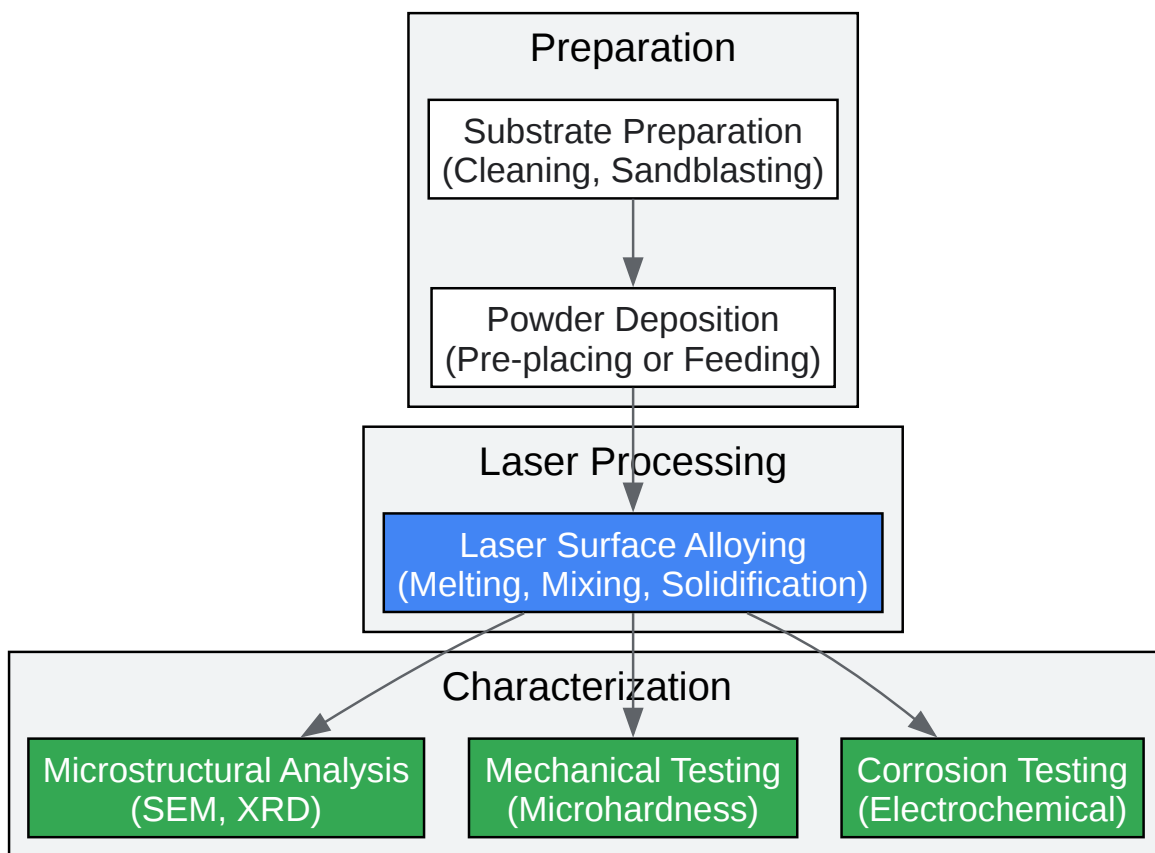 Preparation
Substrate Preparation
(Cleaning, Sandblasting)
Powder Deposition
(Pre-placing or Feeding)
Laser Processing
Laser Surface Alloying
(Melting, Mixing, Solidification)
Characterization
Microstructural Analysis
(SEM, XRD)
Mechanical Testing
(Microhardness)
Corrosion Testing
(Electrochemical)